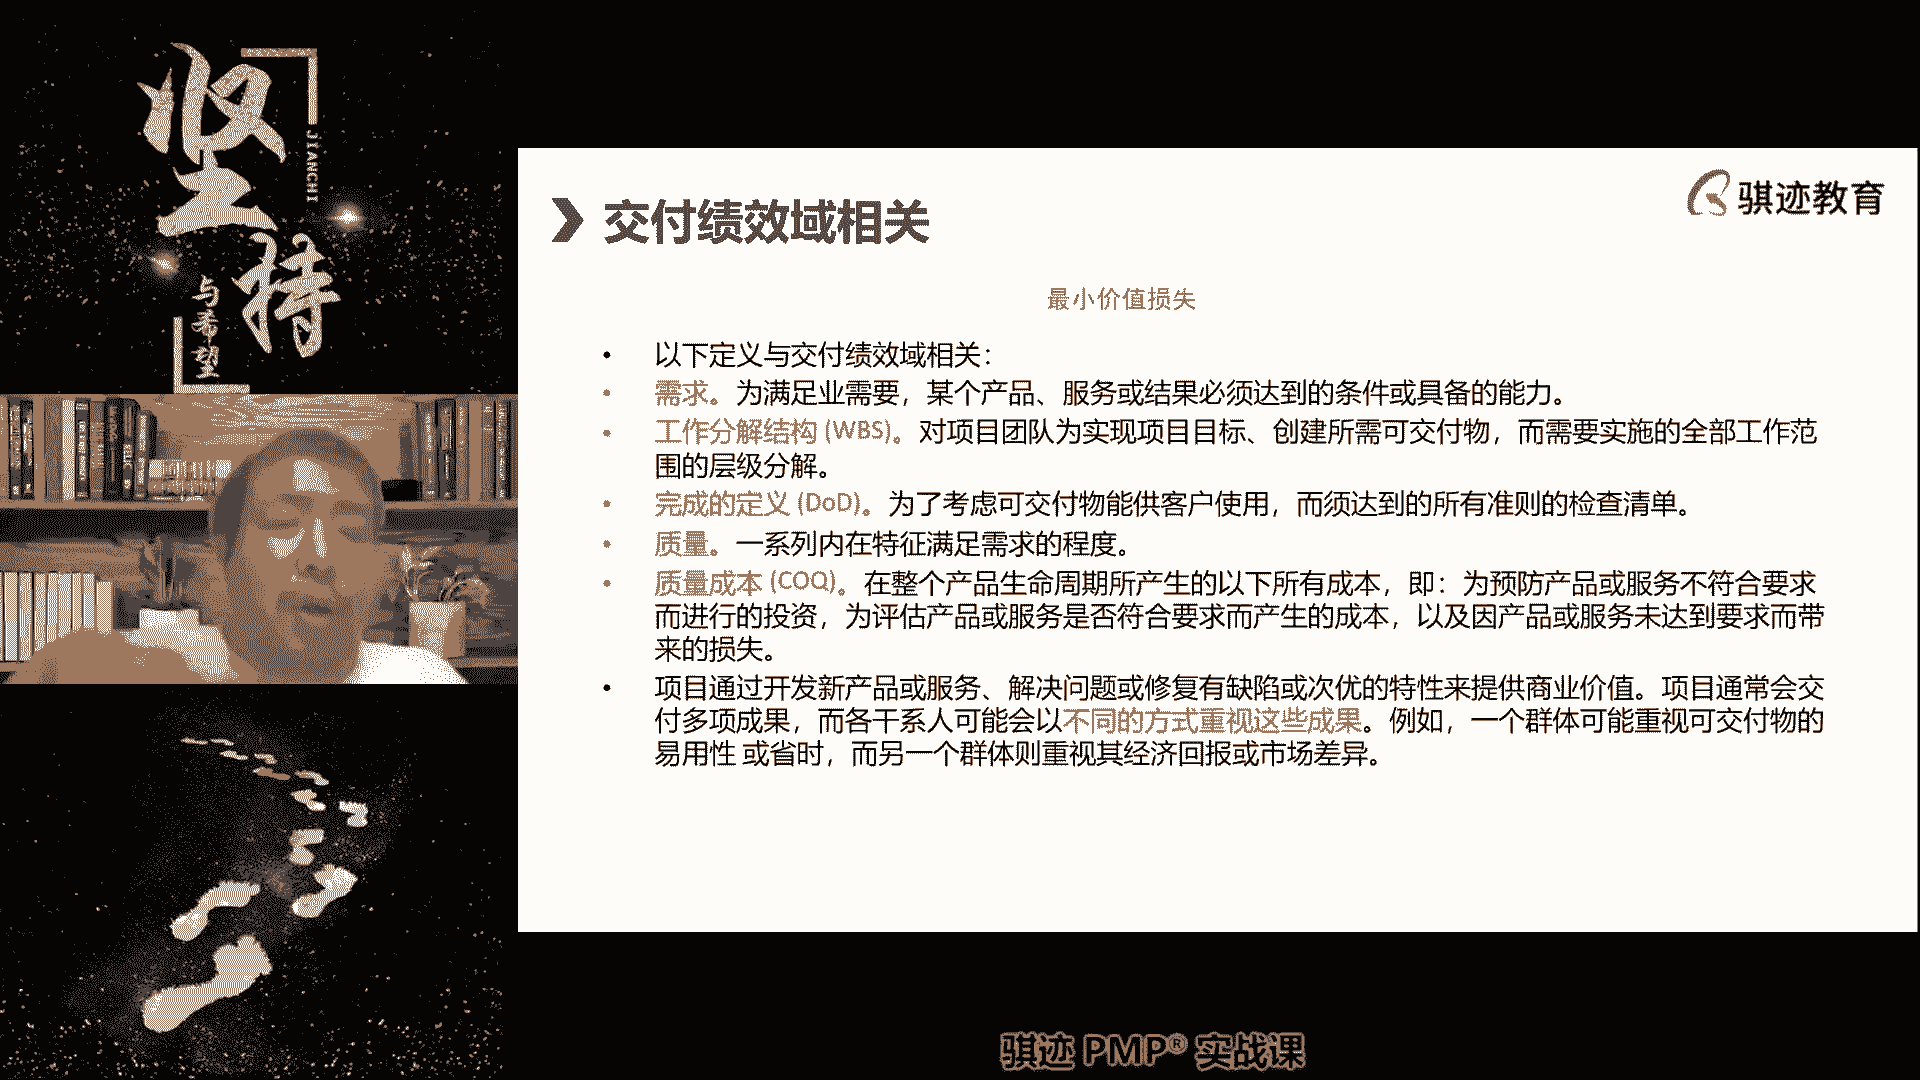 坚持
JIANCHI
与希望
骐迹教育
交付绩效域相关
最小价值损失
• 以下定义与交付绩效域相关：
• 需求。为满足业需要，某个产品、服务或结果必须达到的条件或具备的能力。
• 工作分解结构 (WBS)。对项目团队为实现项目目标、创建所需可交付物，而需要实施的全部工作范
围的层级分解。
• 完成的定义 (DoD)。为了考虑可交付物能供客户使用，而须达到的所有准则的检查清单。
• 质量。一系列内在特征满足需求的程度。
• 质量成本 (COQ)。在整个产品生命周期所产生的以下所有成本，即：为预防产品或服务不符合要求
而进行的投资，为评估产品或服务是否符合要求而产生的成本，以及因产品或服务未达到要求而带
来的损失。
• 项目通过开发新产品或服务、解决问题或修复有缺陷或次优的特性来提供商业价值。项目通常会交
付多项成果，而各干系人可能会以不同的方式重视这些成果。例如，一个群体可能重视可交付物的
易用性 或省时，而另一个群体则重视其经济回报或市场差异。
骐迹 PMP® 实战课